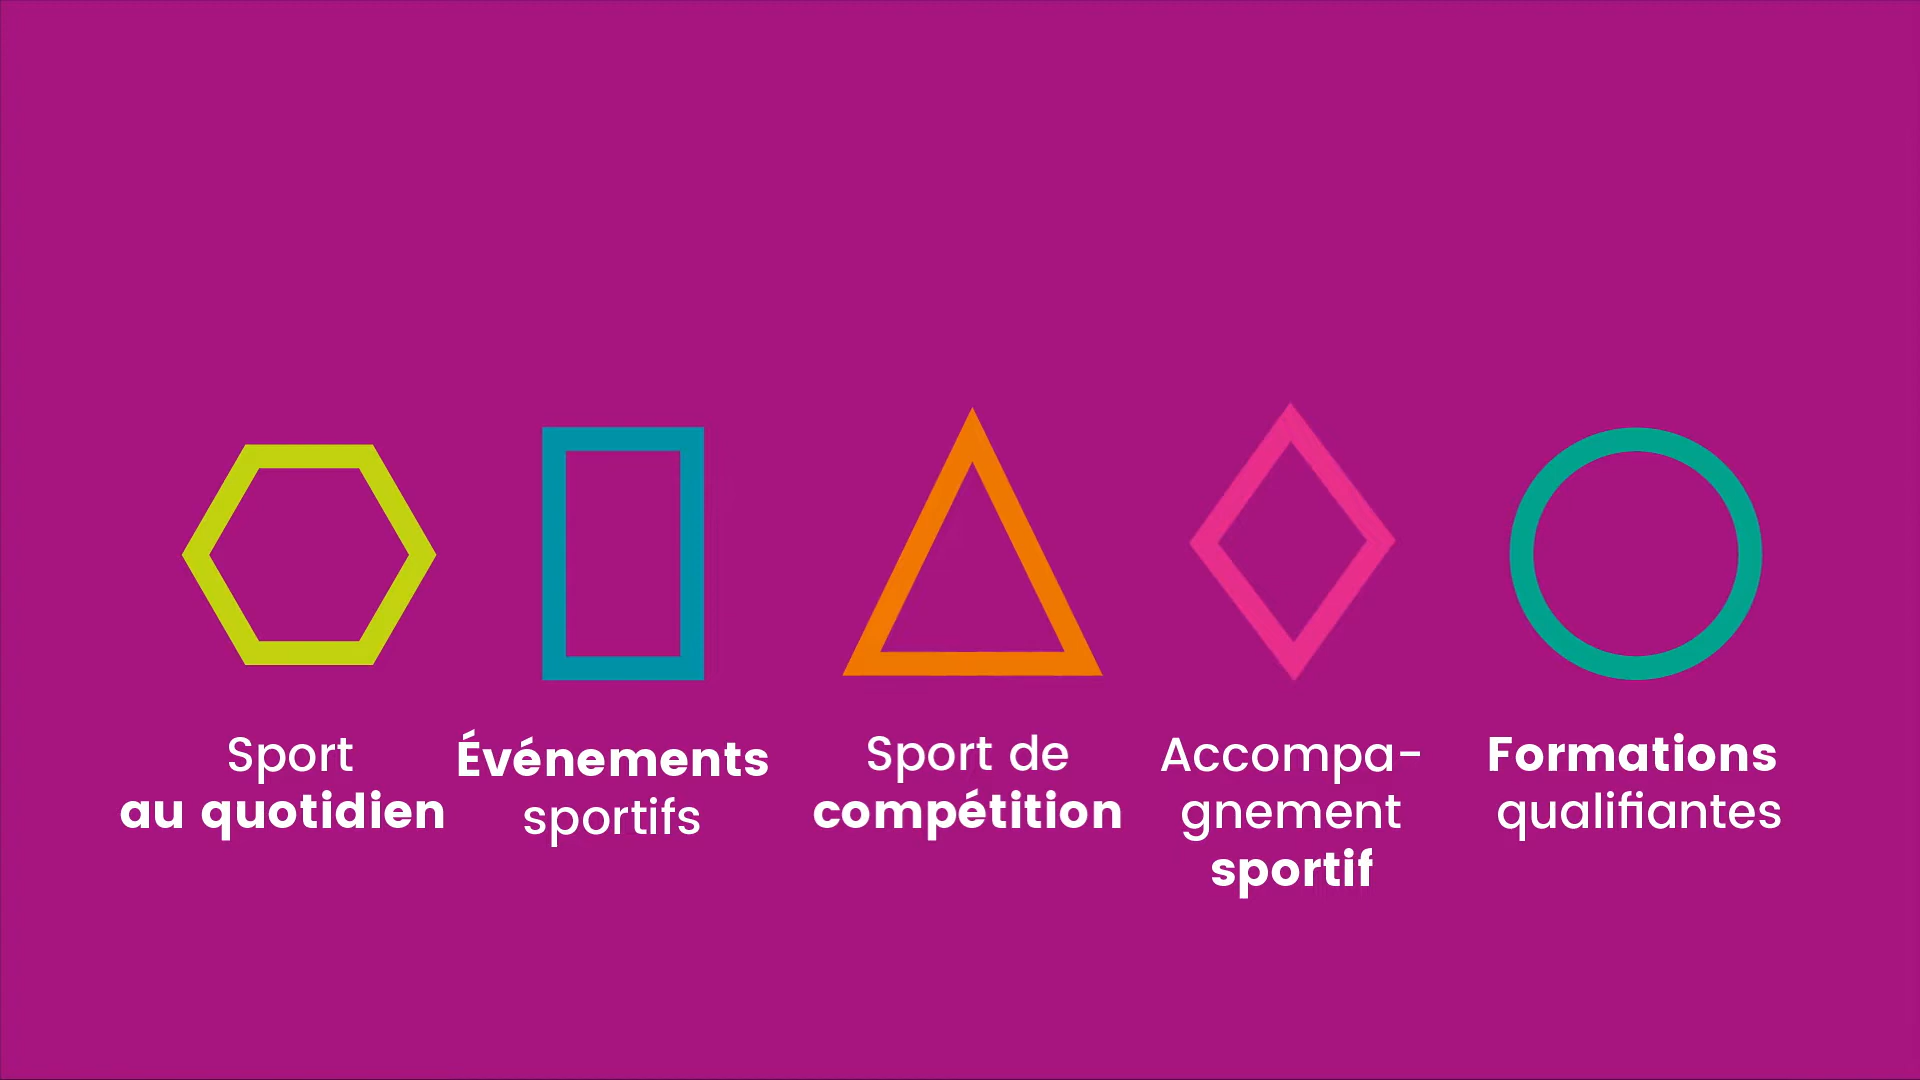 Sport
au quotidien
Événements
sportifs
Sport de
compétition
Accompa-
gnement
sportif
Formations
qualifiantes